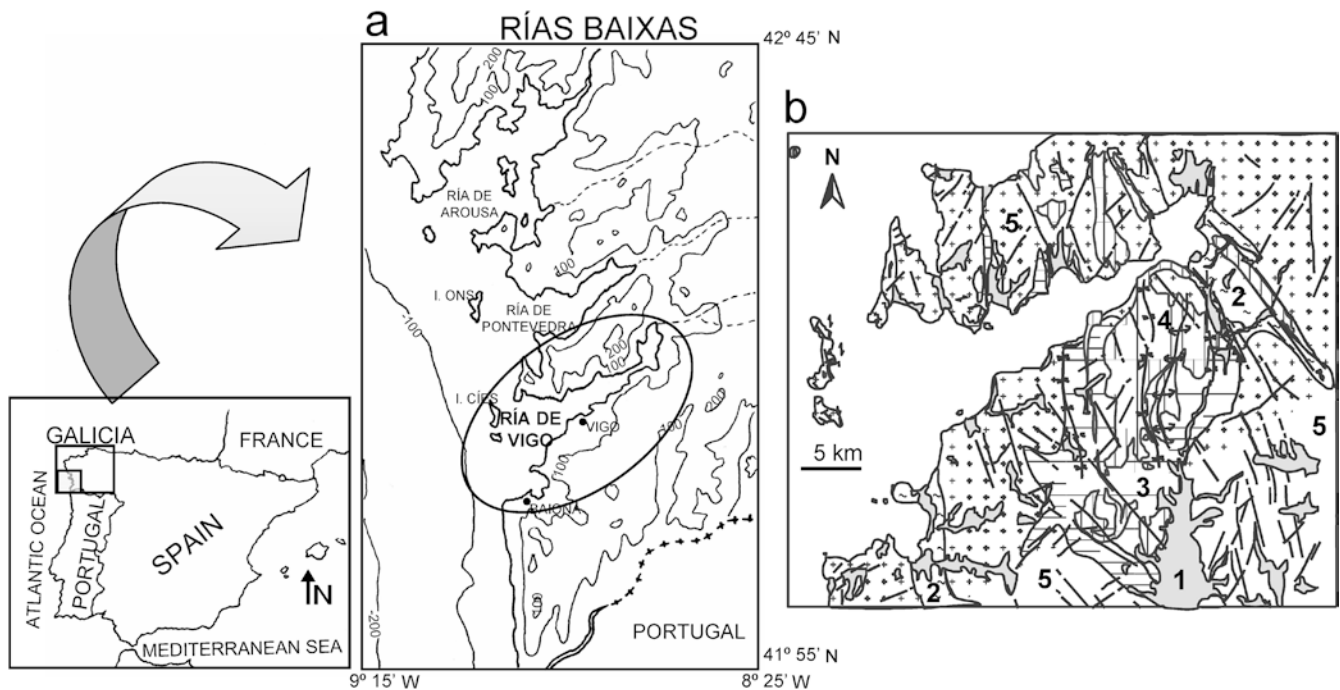 a
RÍAS BAIXAS
42º 45' N
200
100
RÍA DE
AROUSA
100
I. ONS
RÍA DE
PONTEVEDRA
-100
200
100
I. CÍES
RÍA DE
VIGO
VIGO
200
100
BAIONA
-200
PORTUGAL
41º 55' N
9º 15' W
8º 25' W
b
N
5
2
4
5
5 km
3
2
5
1
GALICIA
FRANCE
ATLANTIC OCEAN
PORTUGAL
SPAIN
N
MEDITERRANEAN SEA